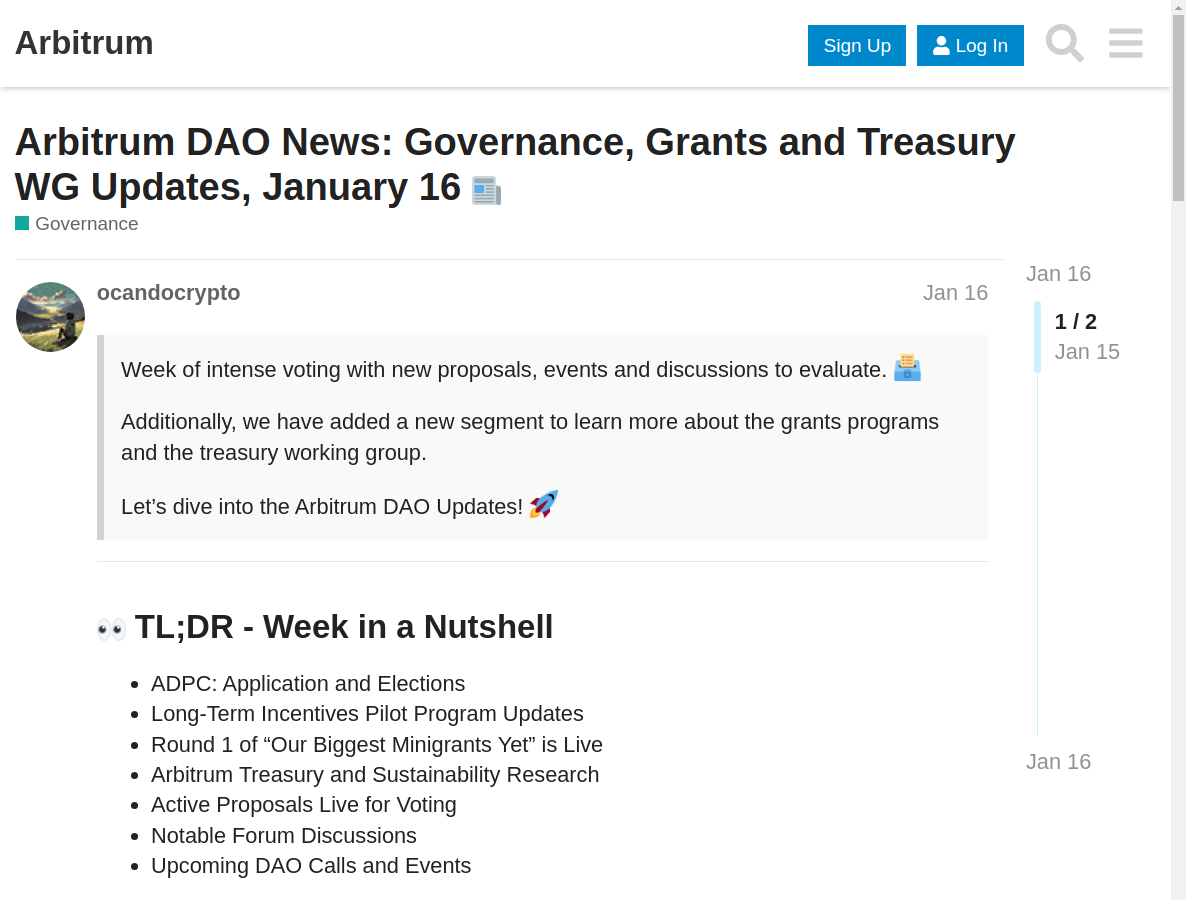 Arbitrum
Sign Up
Log In
Arbitrum DAO News: Governance, Grants and Treasury
WG Updates, January 16
Governance
ocandocrypto
Jan 16
Week of intense voting with new proposals, events and discussions to evaluate.
Additionally, we have added a new segment to learn more about the grants programs
and the treasury working group.
Let’s dive into the Arbitrum DAO Updates!
TL;DR - Week in a Nutshell
ADPC: Application and Elections
Long-Term Incentives Pilot Program Updates
Round 1 of “Our Biggest Minigrants Yet” is Live
Arbitrum Treasury and Sustainability Research
Active Proposals Live for Voting
Notable Forum Discussions
Upcoming DAO Calls and Events
Jan 16
1 / 2
Jan 15
Jan 16